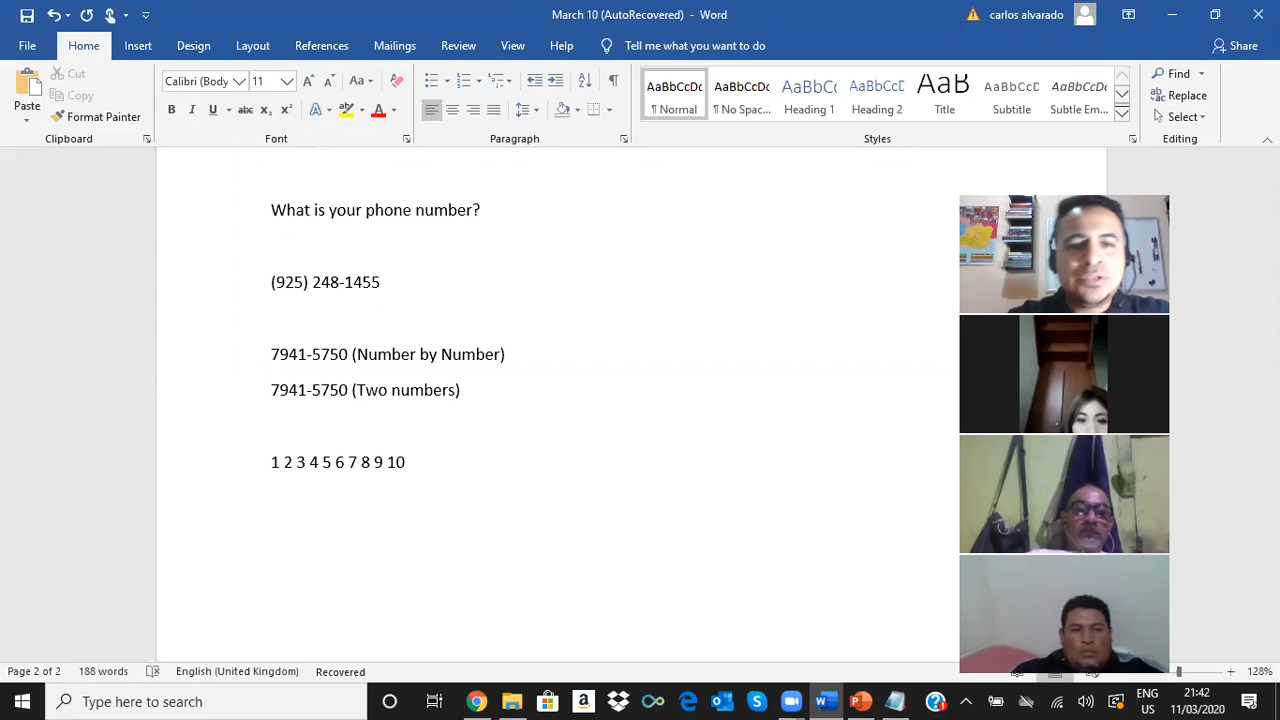 March 10 (AutoRecovered) - Word
carlos alvarado
File Home Insert Design Layout References Mailings Review View Help Tell me what you want to do Share
Paste
Cut
Copy
Format Painter
Clipboard
Calibri (Body 11
Font
Paragraph
AaBbCcDc AaBbCcDc AaBbCc AaBbCcC AaB AaBbCcC AaBbCcDc
¶ Normal ¶ No Spac... Heading 1 Heading 2 Title Subtitle Subtle Em...
Styles
Find
Replace
Select
Editing
What is your phone number?
(925) 248-1455
7941-5750 (Number by Number)
7941-5750 (Two numbers)
1 2 3 4 5 6 7 8 9 10
Page 2 of 2 188 words English (United Kingdom) Recovered 128%
Type here to search
ENG
US
21:42
11/03/2020